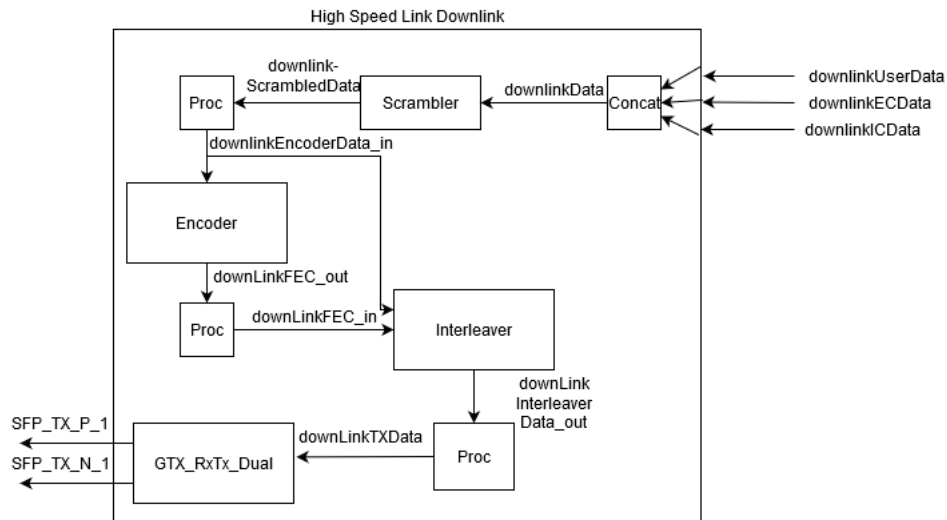 High Speed Link Downlink
downlink-
ScrambledData
Proc
Scrambler
downlinkData
Concat
downlinkUserData
downlinkECData
downlinkICData
downlinkEncoderData_in
Encoder
downLinkFEC_out
Proc
downLinkFEC_in
Interleaver
downLink
Interleaver
Data_out
SFP_TX_P_1
SFP_TX_N_1
GTX_RxTx_Dual
downLinkTXData
Proc